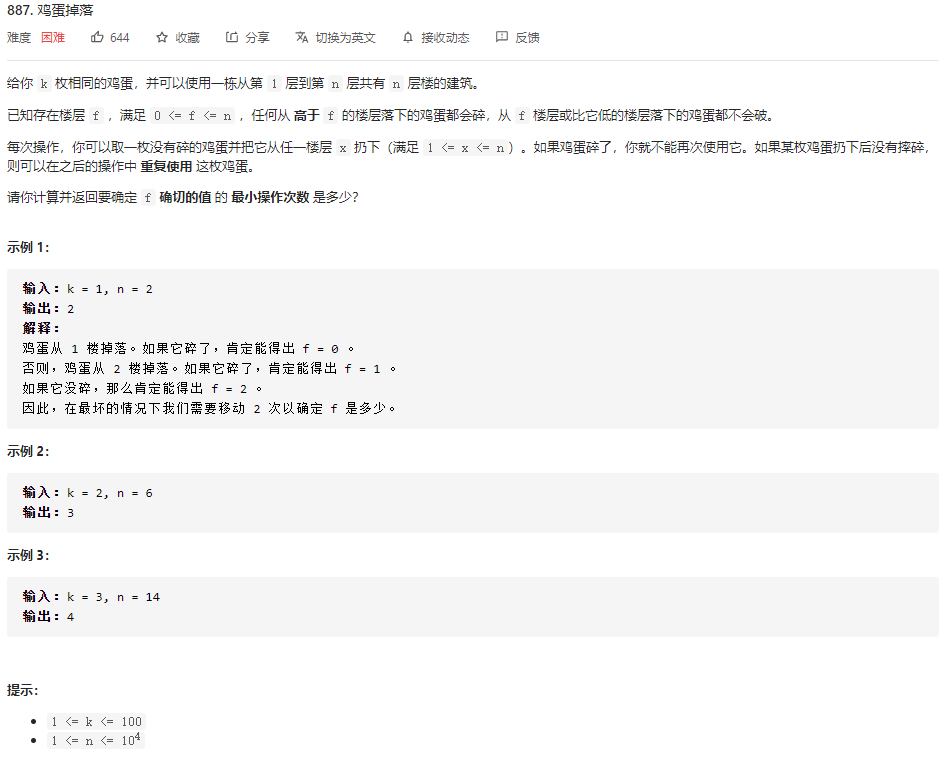 887. 鸡蛋掉落
难度 困难 644 收藏 分享 切换为英文 接收动态 反馈
给你 k 枚相同的鸡蛋，并可以使用一栋从第 1 层到第 n 层共有 n 层楼的建筑。
已知存在楼层 f ，满足 0 <= f <= n ，任何从 高于 f 的楼层落下的鸡蛋都会碎，从 f 楼层或比它低的楼层落下的鸡蛋都不会破。
每次操作，你可以取一枚没有碎的鸡蛋并把它从任一楼层 x 扔下（满足 1 <= x <= n）。如果鸡蛋碎了，你就不能再次使用它。如果某枚鸡蛋扔下后没有摔碎，
则可以在之后的操作中 重复使用 这枚鸡蛋。
请你计算并返回要确定 f 确切的值 的 最小操作次数 是多少？
示例 1：
输入：k = 1, n = 2
输出：2
解释：
鸡蛋从 1 楼掉落。如果它碎了，肯定能得出 f = 0 。
否则，鸡蛋从 2 楼掉落。如果它碎了，肯定能得出 f = 1 。
如果它没碎，那么肯定能得出 f = 2 。
因此，在最坏的情况下我们需要移动 2 次以确定 f 是多少。
示例 2：
输入：k = 2, n = 6
输出：3
示例 3：
输入：k = 3, n = 14
输出：4
提示：
1 <= k <= 100
1 <= n <= 10⁴